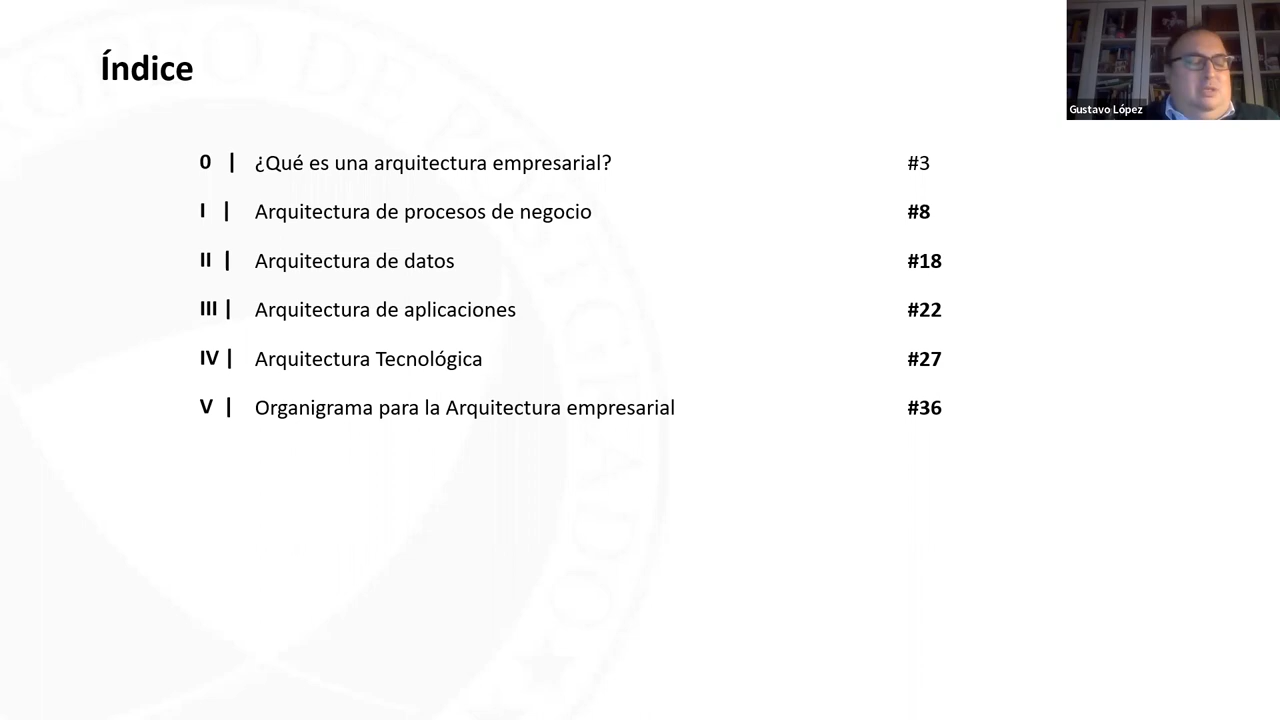 Índice
Gustavo López
0 | ¿Qué es una arquitectura empresarial? #3
I | Arquitectura de procesos de negocio #8
II | Arquitectura de datos #18
III | Arquitectura de aplicaciones #22
IV | Arquitectura Tecnológica #27
V | Organigrama para la Arquitectura empresarial #36